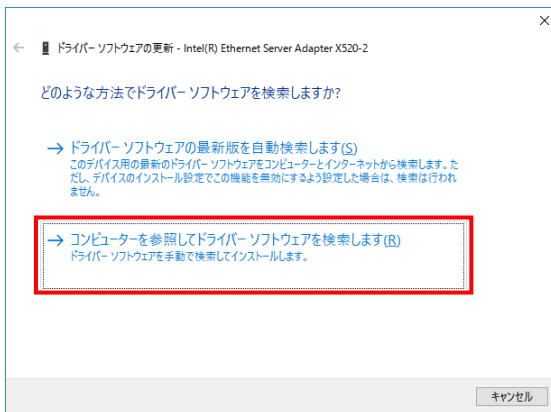 ドライバー ソフトウェアの更新 - Intel(R) Ethernet Server Adapter X520-2
どのような方法でドライバー ソフトウェアを検索しますか?
ドライバー ソフトウェアの最新版を自動検索します(S)
このデバイス用の最新のドライバー ソフトウェアをコンピューターとインターネットから検索します。た
だし、デバイスのインストール設定でこの機能を無効にするよう設定した場合は、検索は行われ
ません。
コンピューターを参照してドライバー ソフトウェアを検索します(R)
ドライバー ソフトウェアを手動で検索してインストールします。
キャンセル